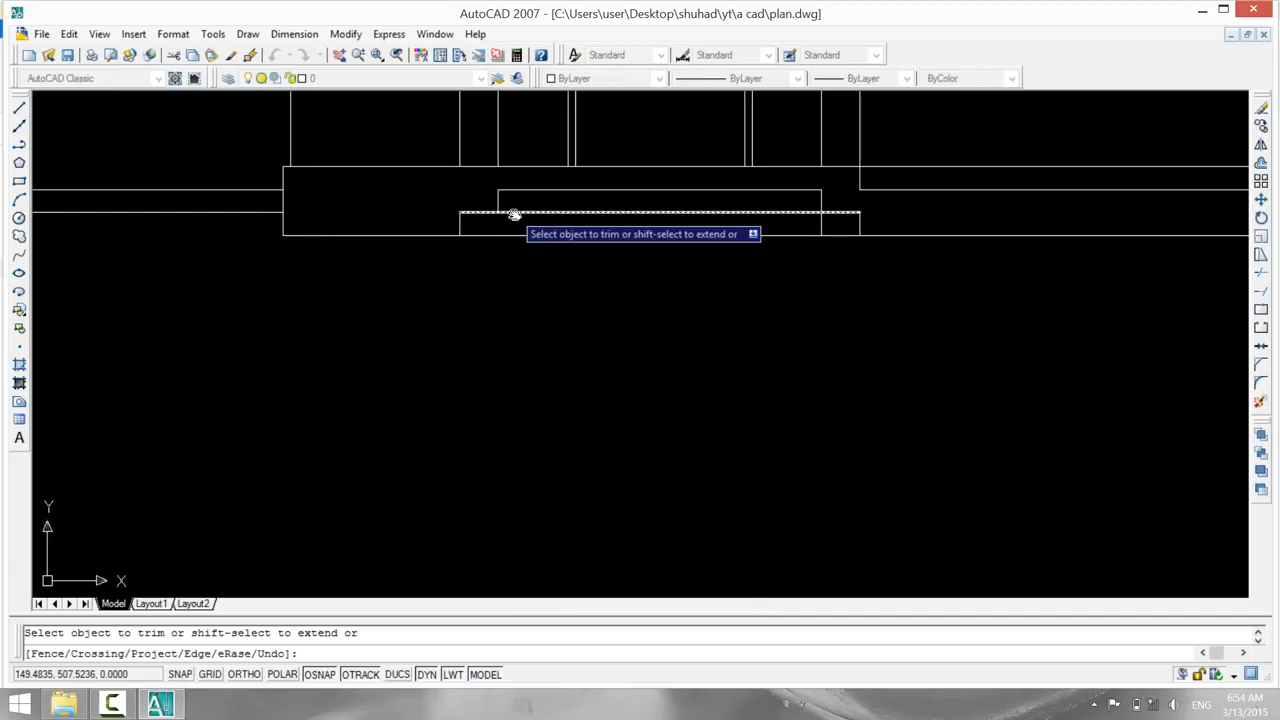 AutoCAD 2007 - [C:\Users\user\Desktop\shuhad\yt\a cad\plan.dwg]
File Edit View Insert Format Tools Draw Dimension Modify Express Window Help
Standard Standard Standard
AutoCAD Classic 0 ByLayer ByLayer ByLayer ByColor
Select object to trim or shift-select to extend or
Y
X
Model Layout1 Layout2
Select object to trim or shift-select to extend or
[Fence/Crossing/Project/Edge/eRase/Undo]:
149.4835, 507.5236, 0.0000 SNAP GRID ORTHO POLAR OSNAP OTRACK DUCS DYN LWT MODEL
ENG 6:54 AM
3/13/2015